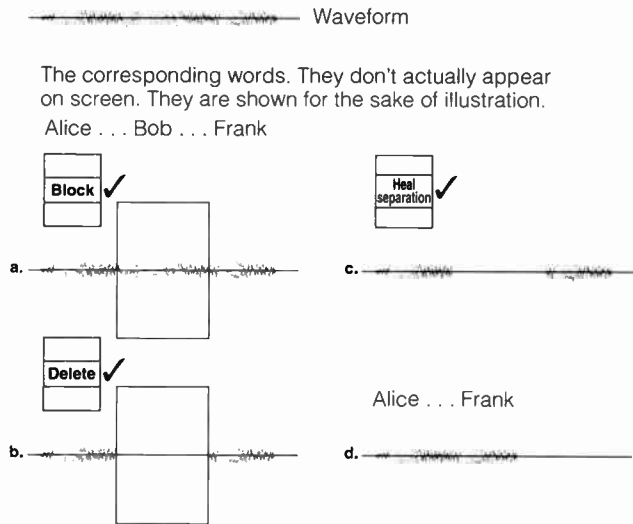 Waveform
The corresponding words. They don't actually appear
on screen. They are shown for the sake of illustration.
Alice . . . Bob . . . Frank
Block
a.
Delete
b.
Heal
separation
c.
Alice . . . Frank
d.